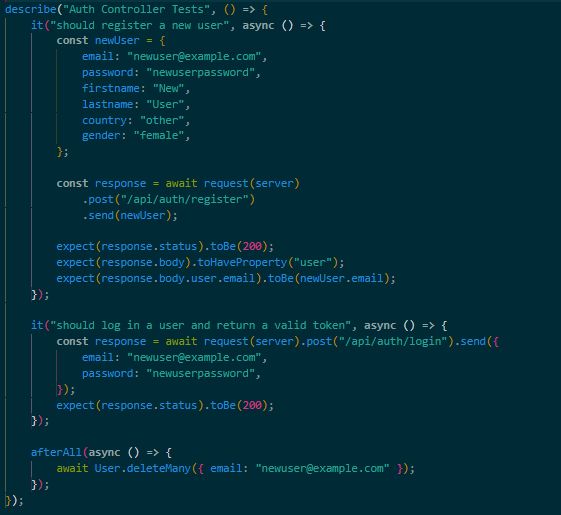 describe("Auth Controller Tests", () => {
    it("should register a new user", async () => {
        const newUser = {
            email: "newuser@example.com",
            password: "newuserpassword",
            firstname: "New",
            lastname: "User",
            country: "other",
            gender: "female",
        };

        const response = await request(server)
            .post("/api/auth/register")
            .send(newUser);

        expect(response.status).toBe(200);
        expect(response.body).toHaveProperty("user");
        expect(response.body.user.email).toBe(newUser.email);
    });

    it("should log in a user and return a valid token", async () => {
        const response = await request(server).post("/api/auth/login").send({
            email: "newuser@example.com",
            password: "newuserpassword",
        });
        expect(response.status).toBe(200);
    });

    afterAll(async () => {
        await User.deleteMany({ email: "newuser@example.com" });
    });
});